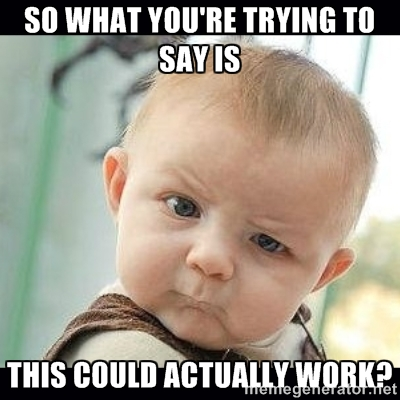 SO WHAT YOU'RE TRYING TO
SAY IS
THIS COULD ACTUALLY WORK?
memegenerator.net